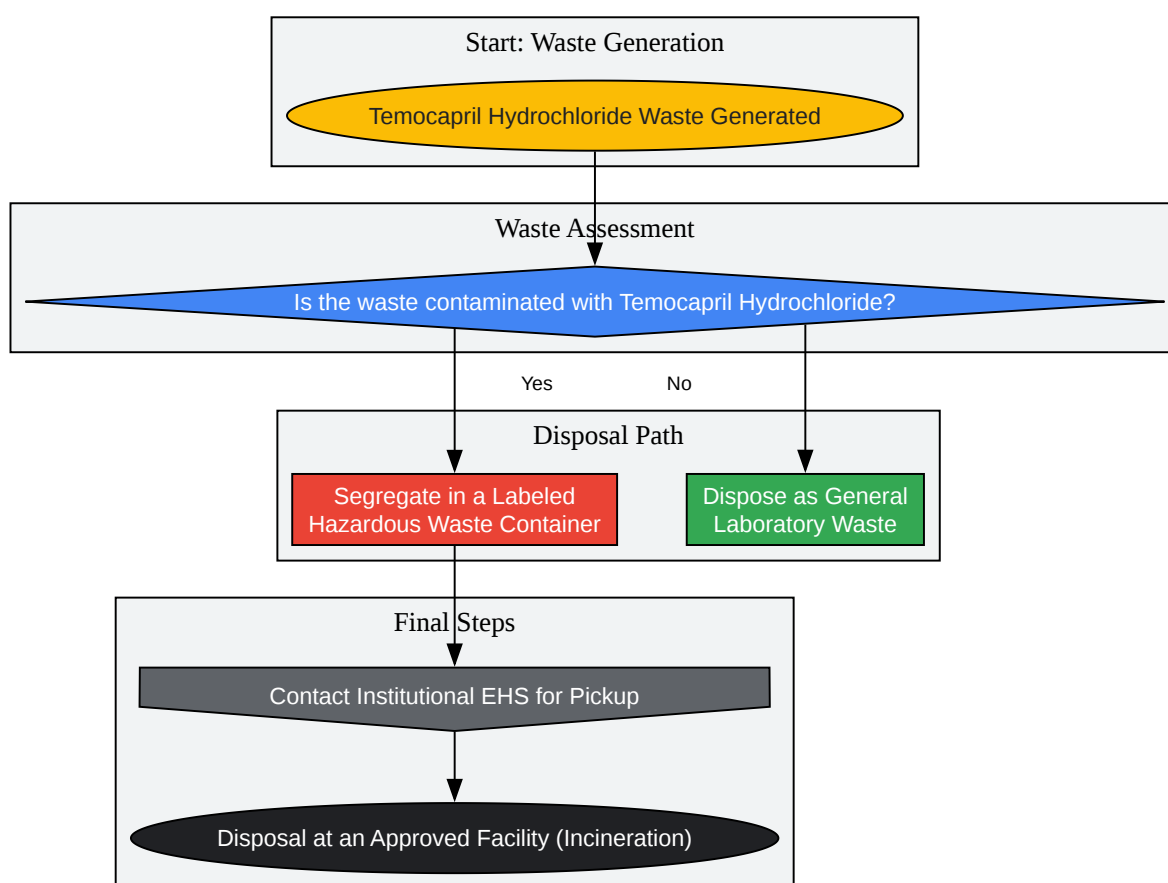 Start: Waste Generation
Temocapril Hydrochloride Waste Generated
Waste Assessment
Is the waste contaminated with Temocapril Hydrochloride?
Yes
No
Disposal Path
Segregate in a Labeled
Hazardous Waste Container
Dispose as General
Laboratory Waste
Final Steps
Contact Institutional EHS for Pickup
Disposal at an Approved Facility (Incineration)